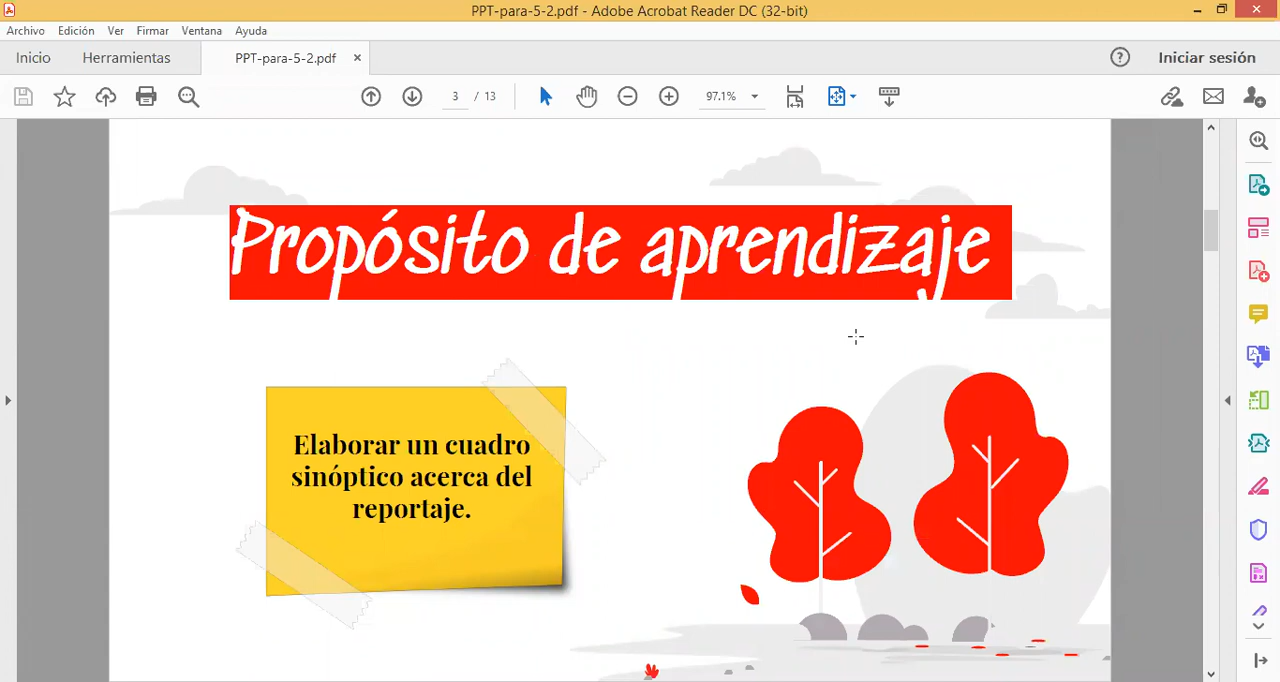 PPT-para-5-2.pdf - Adobe Acrobat Reader DC (32-bit)
Archivo Edición Ver Firmar Ventana Ayuda
Inicio Herramientas PPT-para-5-2.pdf × Iniciar sesión
3 / 13 97.1%
Propósito de aprendizaje
Elaborar un cuadro
sinóptico acerca del
reportaje.